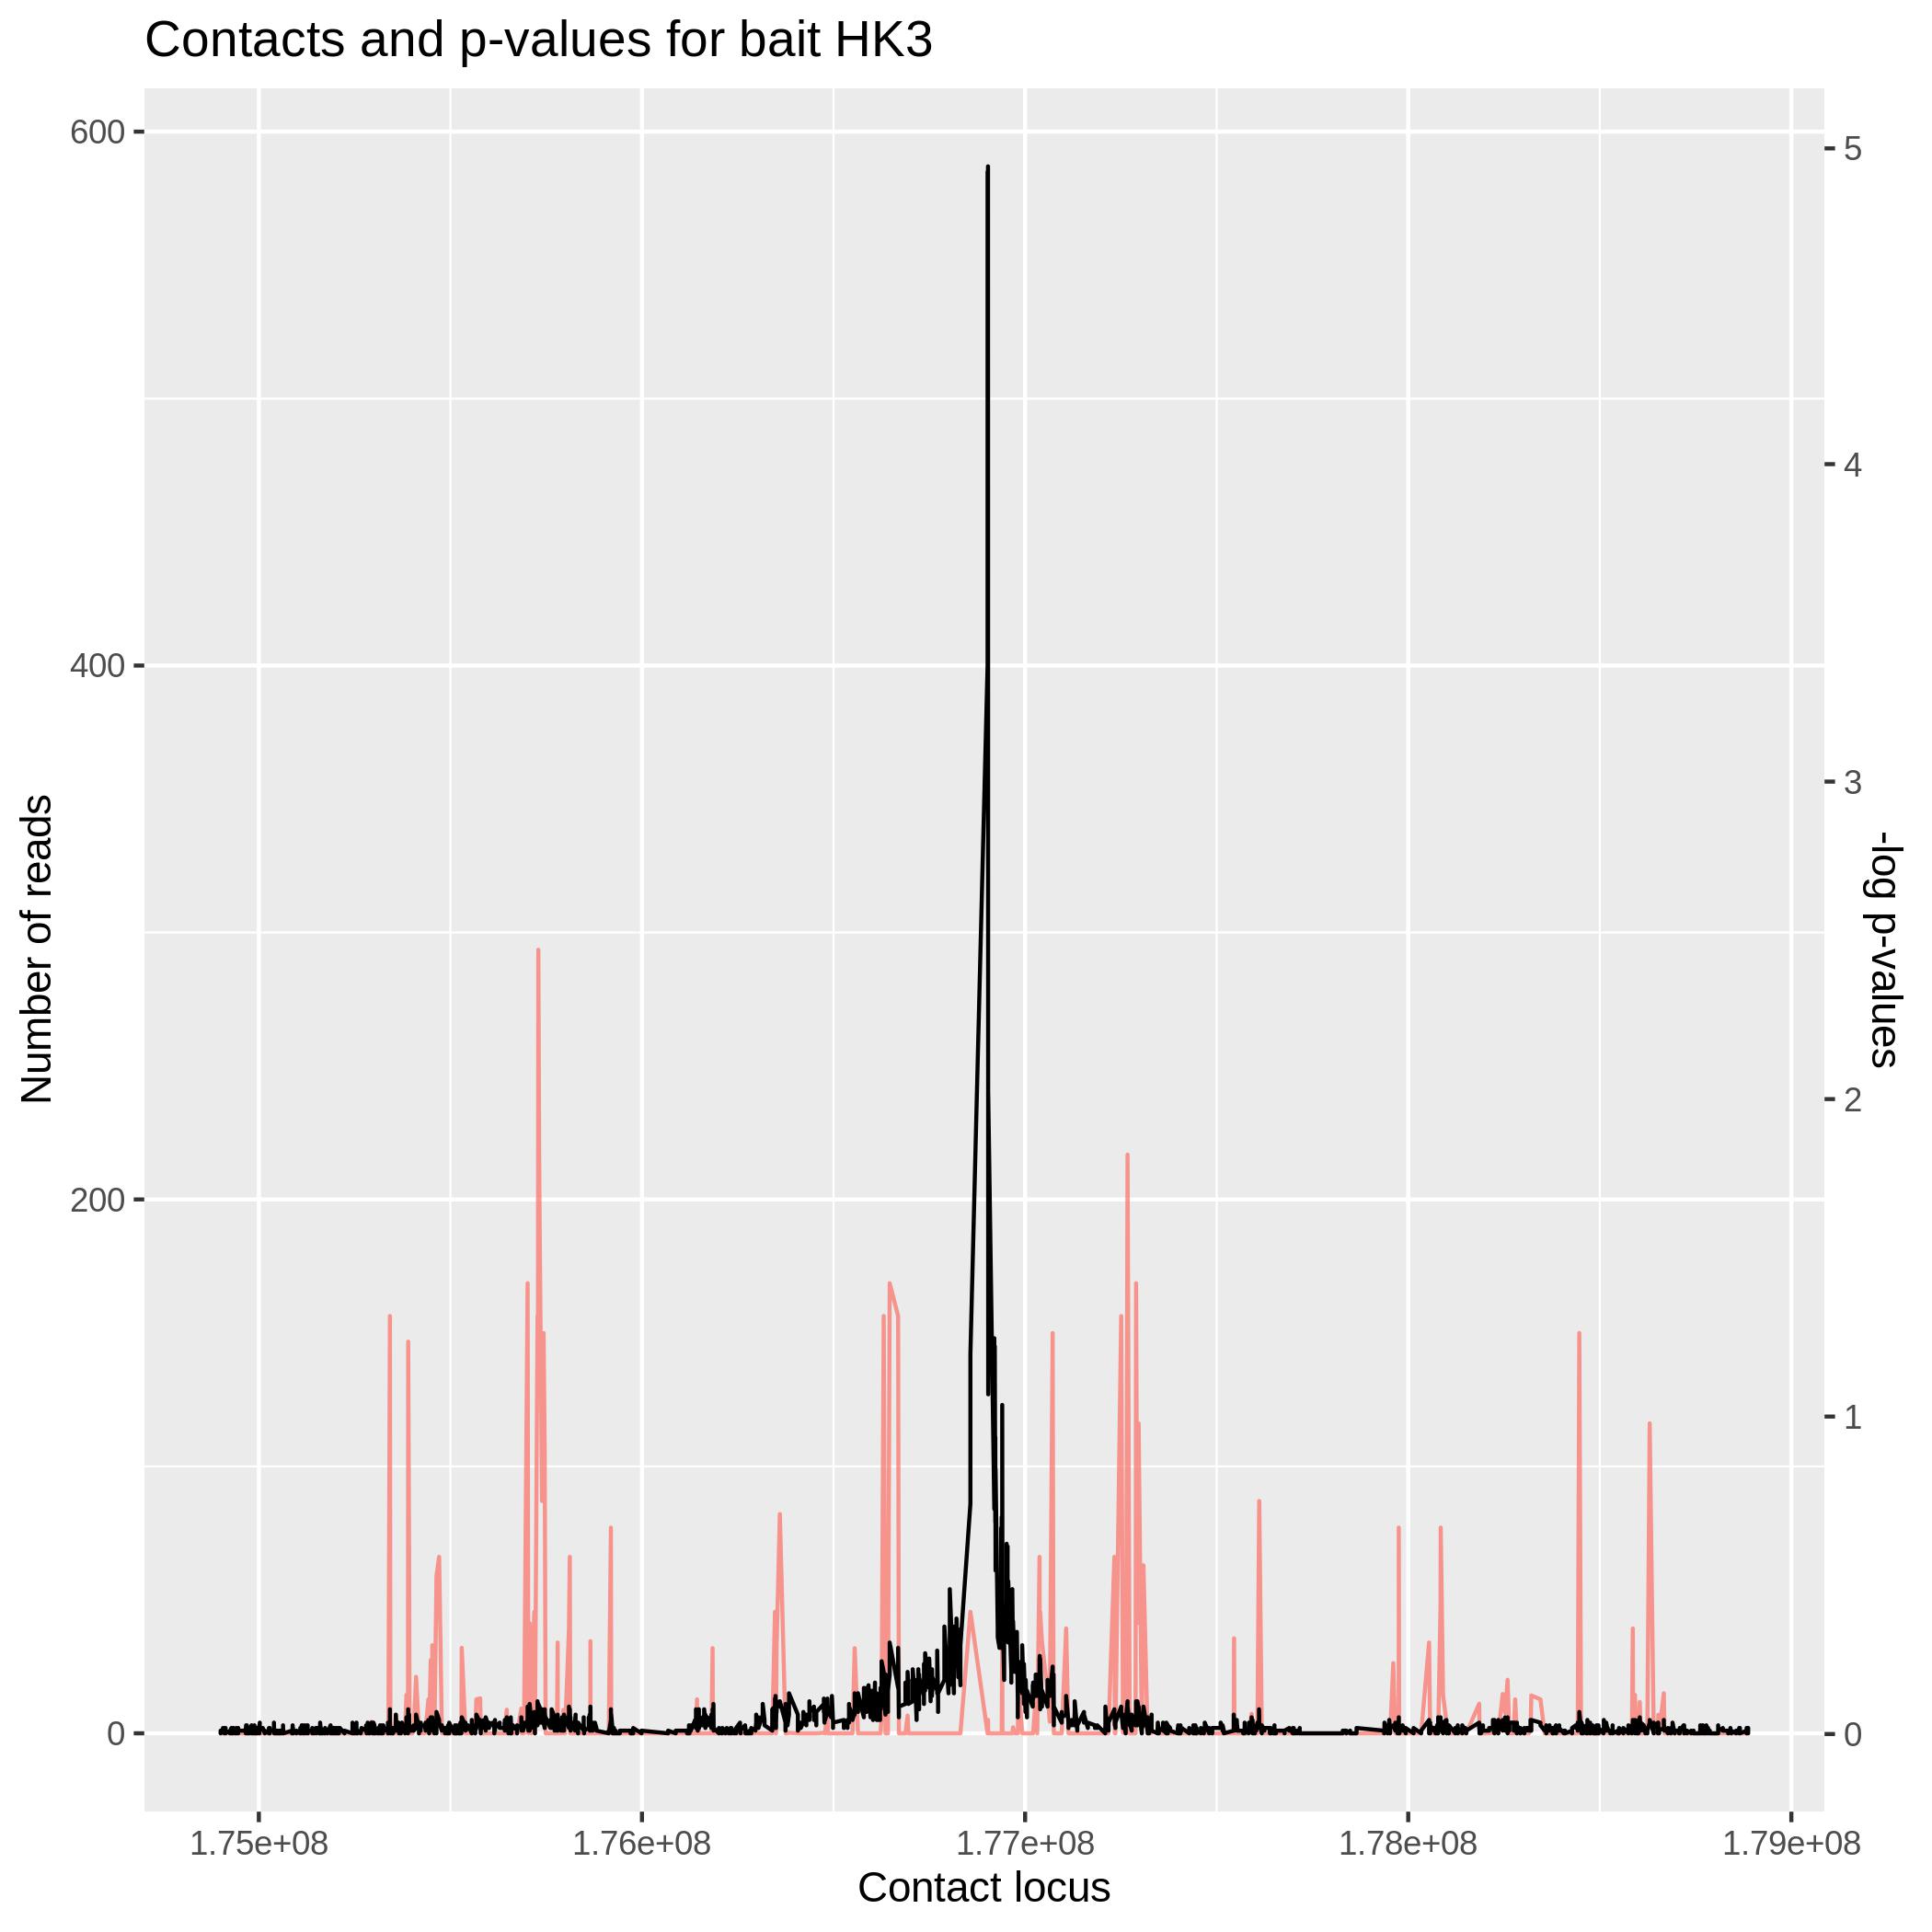 Contacts and p-values for bait HK3
Number of reads
600
400
200
0
5
4
3
2
1
0
-log p-values
1.75e+08
1.76e+08
1.77e+08
1.78e+08
1.79e+08
Contact locus